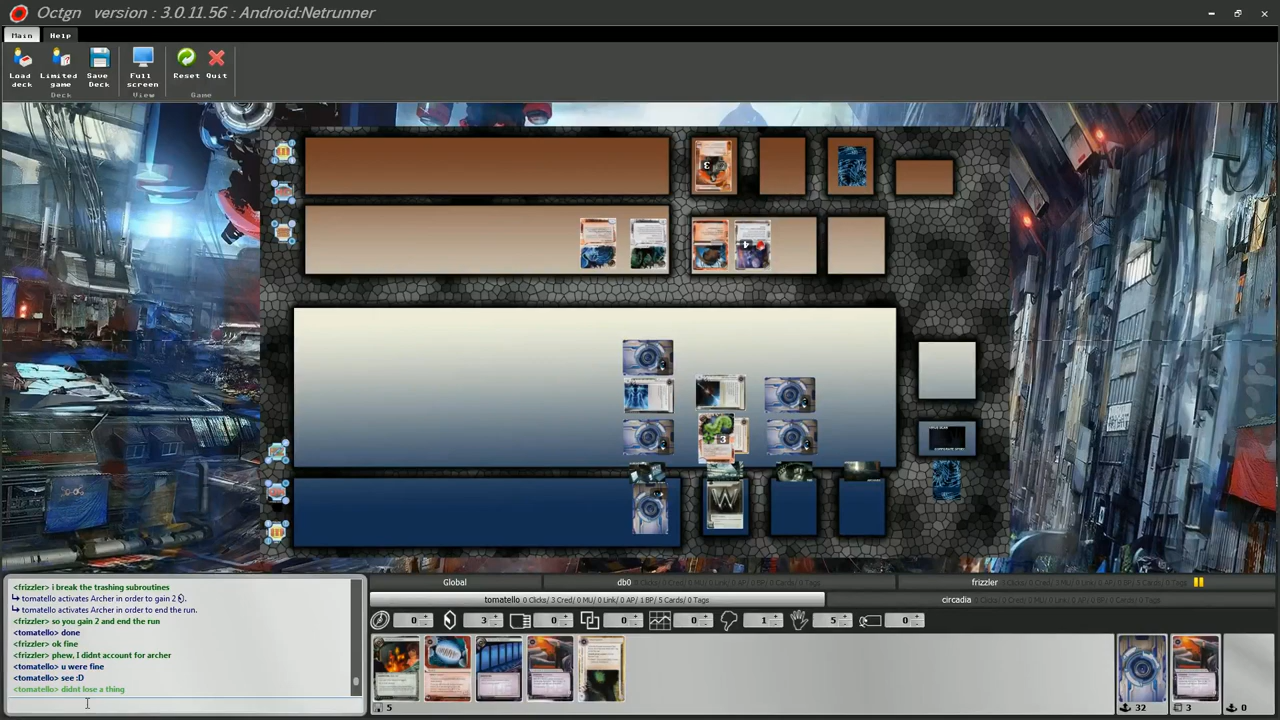 Octgn version : 3.0.11.56 : Android:Netrunner
Main Help
Load deck
Limited game
Save Deck
Full screen
Reset
Quit
Deck
View
Game
3
4
3
<frizzler> i break the trashing subroutines
tomatello activates Archer in order to gain 2
tomatello activates Archer in order to end the run.
<frizzler> so you gain 2 and end the run
<tomatello> done
<frizzler> ok fine
<frizzler> phew, I didnt account for archer
<tomatello> u were fine
<tomatello> see :D
<tomatello> didnt lose a thing
Global
db0
frizzler
tomatello 0 Clicks/ 3 Cred/ 0 MU/ 0 Link/ 0 AP/ 1 BP/ 5 Cards/ 0 Tags
circadia
0
3
0
0
0
1
5
0
5
32
3
0